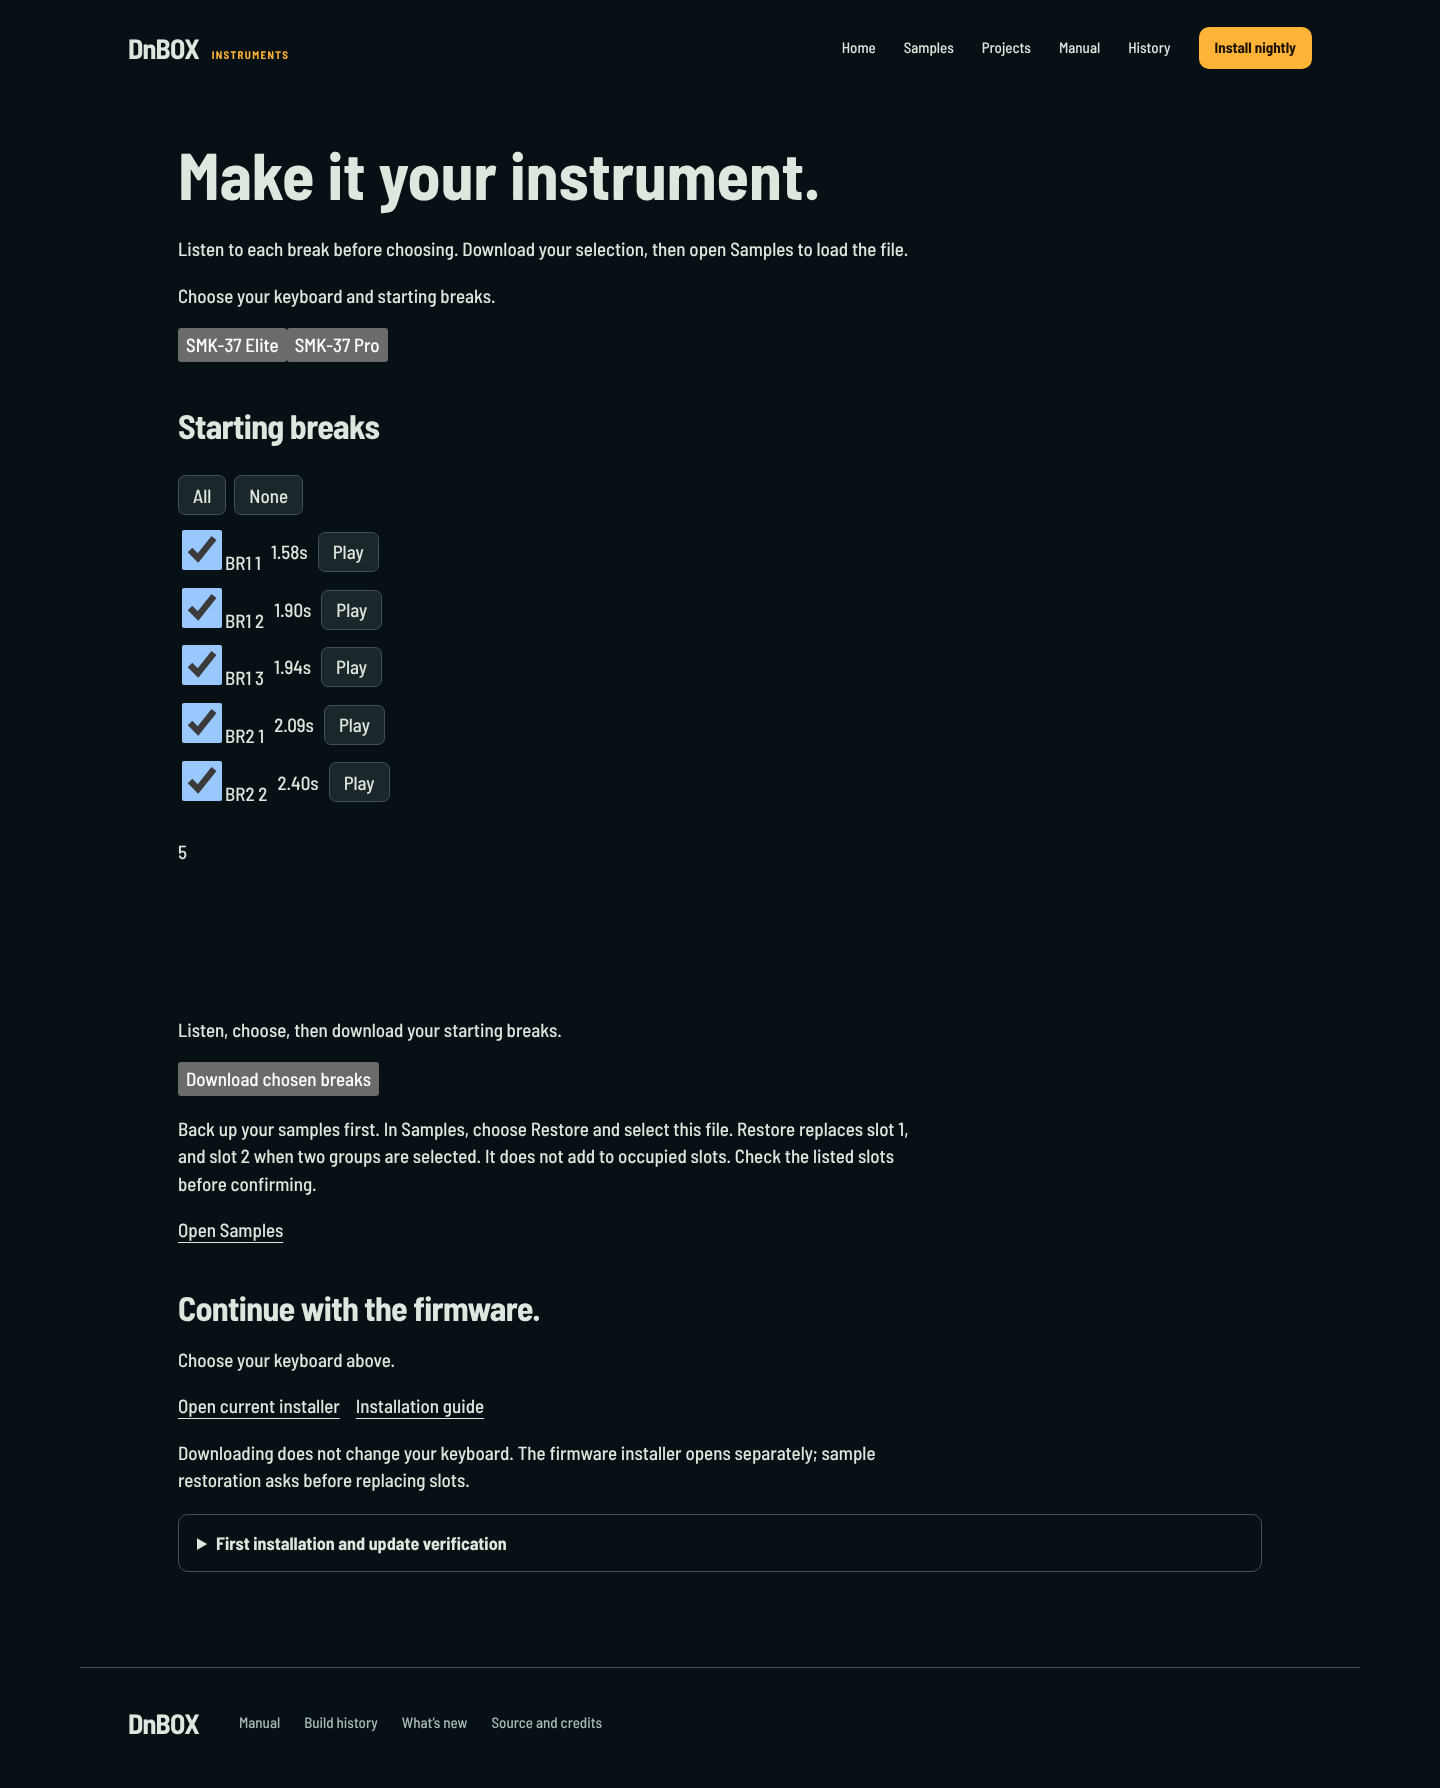 DnBOX INSTRUMENTS
Home Samples Projects Manual History Install nightly
Make it your instrument.
Listen to each break before choosing. Download your selection, then open Samples to load the file.
Choose your keyboard and starting breaks.
SMK-37 Elite SMK-37 Pro
Starting breaks
All None
BR1 1 1.58s Play
BR1 2 1.90s Play
BR1 3 1.94s Play
BR2 1 2.09s Play
BR2 2 2.40s Play
5
Listen, choose, then download your starting breaks.
Download chosen breaks
Back up your samples first. In Samples, choose Restore and select this file. Restore replaces slot 1,
and slot 2 when two groups are selected. It does not add to occupied slots. Check the listed slots
before confirming.
Open Samples
Continue with the firmware.
Choose your keyboard above.
Open current installer Installation guide
Downloading does not change your keyboard. The firmware installer opens separately; sample
restoration asks before replacing slots.
First installation and update verification
DnBOX Manual Build history What’s new Source and credits